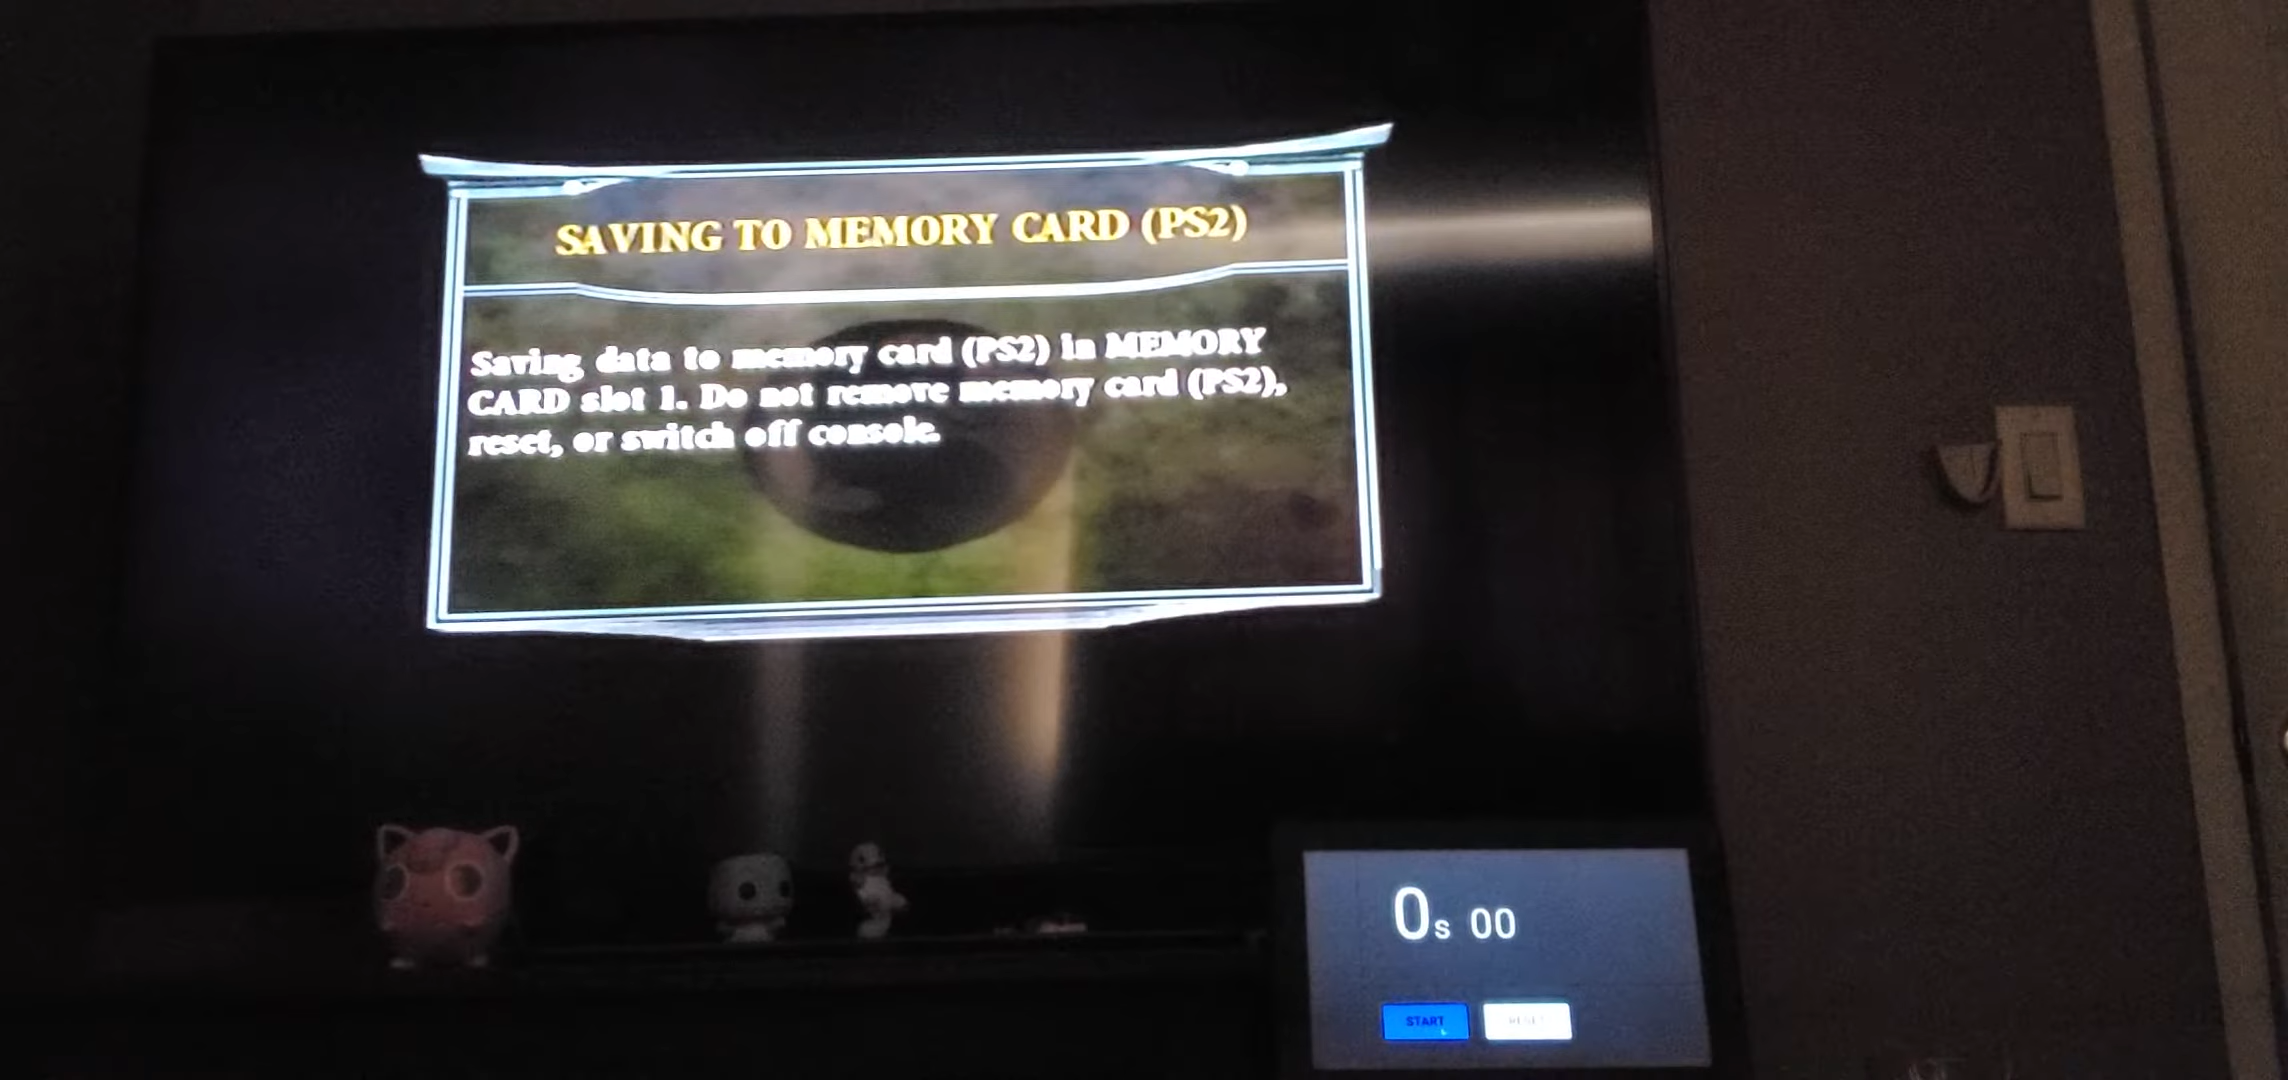 SAVING TO MEMORY CARD (PS2)
Saving data to memory card (PS2) in MEMORY
CARD slot 1. Do not remove memory card (PS2),
reset, or switch off console.
0s 00
START
RESET